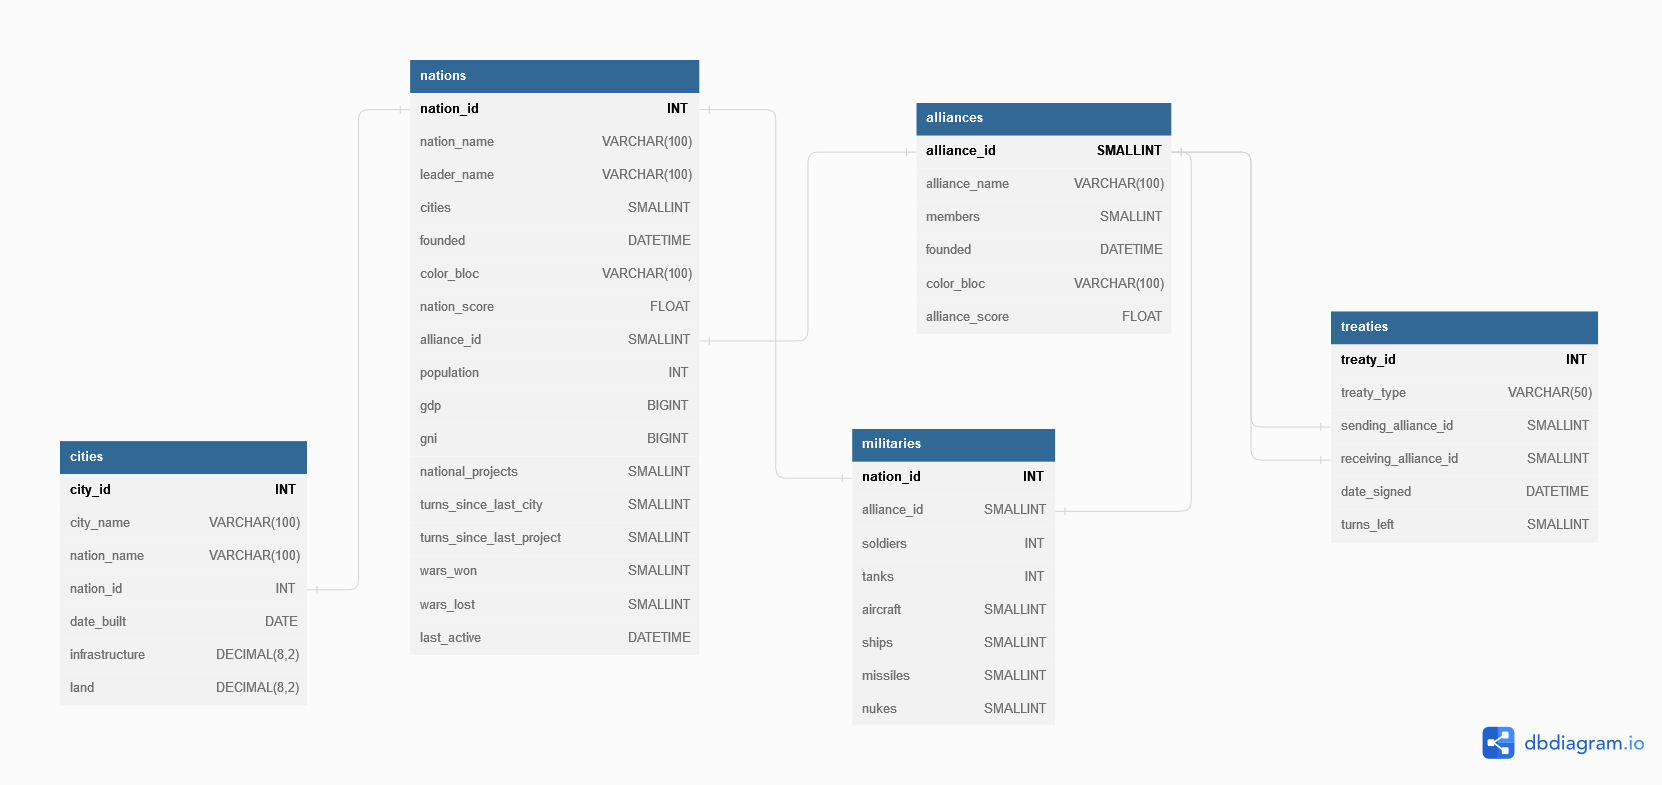 nations
nation_id INT
nation_name VARCHAR(100)
leader_name VARCHAR(100)
cities SMALLINT
founded DATETIME
color_bloc VARCHAR(100)
nation_score FLOAT
alliance_id SMALLINT
population INT
gdp BIGINT
gni BIGINT
national_projects SMALLINT
turns_since_last_city SMALLINT
turns_since_last_project SMALLINT
wars_won SMALLINT
wars_lost SMALLINT
last_active DATETIME
alliances
alliance_id SMALLINT
alliance_name VARCHAR(100)
members SMALLINT
founded DATETIME
color_bloc VARCHAR(100)
alliance_score FLOAT
treaties
treaty_id INT
treaty_type VARCHAR(50)
sending_alliance_id SMALLINT
receiving_alliance_id SMALLINT
date_signed DATETIME
turns_left SMALLINT
cities
city_id INT
city_name VARCHAR(100)
nation_name VARCHAR(100)
nation_id INT
date_built DATE
infrastructure DECIMAL(8,2)
land DECIMAL(8,2)
militaries
nation_id INT
alliance_id SMALLINT
soldiers INT
tanks INT
aircraft SMALLINT
ships SMALLINT
missiles SMALLINT
nukes SMALLINT
dbdiagram.io